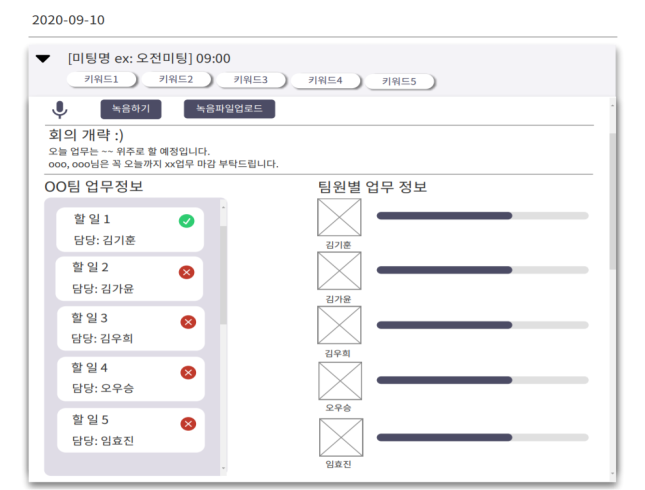 2020-09-10
[미팅명 ex: 오전미팅] 09:00
키워드1 키워드2 키워드3 키워드4 키워드5
녹음하기 녹음파일업로드
회의 개략 :)
오늘 업무는 ~~ 위주로 할 예정입니다.
ooo, ooo님은 꼭 오늘까지 xx업무 마감 부탁드립니다.
OO팀 업무정보
할 일 1
담당: 김기훈
할 일 2
담당: 김가윤
할 일 3
담당: 김우희
할 일 4
담당: 오우승
할 일 5
담당: 임효진
팀원별 업무 정보
김기훈
김가윤
김우희
오우승
임효진